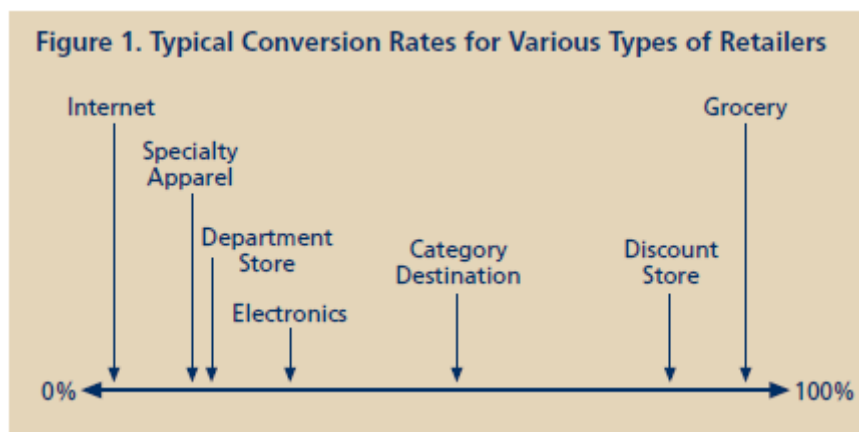 Figure 1. Typical Conversion Rates for Various Types of Retailers
Internet
Grocery
Specialty
Apparel
Department
Store
Category
Destination
Discount
Store
Electronics
0%
100%